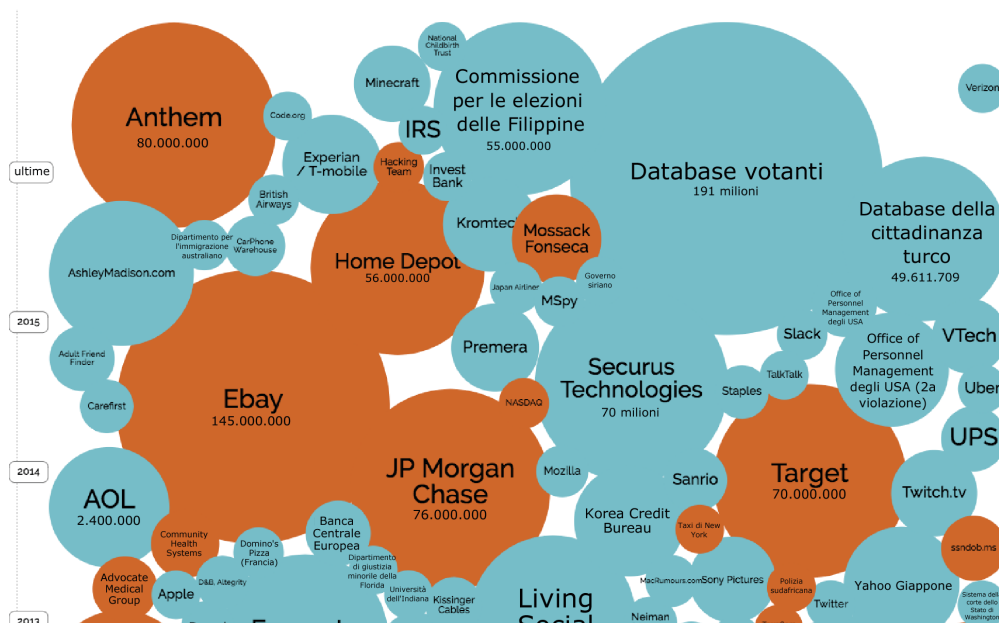 National
Childbirth
Trust
Minecraft
Commissione
per le elezioni
delle Filippine
55.000.000
Verizon
Anthem
80.000.000
Code.org
IRS
Experian
/ T-mobile
Hacking
Team
Invest
Bank
Database votanti
191 milioni
ultime
British
Airways
Kromtech
Mossack
Fonseca
Database della
cittadinanza
turco
49.611.709
Dipartimento per
l'immigrazione
australiano
CarPhone
Warehouse
AshleyMadison.com
Home Depot
56.000.000
Japan Airlines
Governo
siriano
MSpy
Office of
Personnel
Management
degli USA
2015
Slack
VTech
Adult Friend
Finder
Premera
Securus
Technologies
70 milioni
Office of
Personnel
Management
degli USA (2a
violazione)
TalkTalk
Staples
Uber
Carefirst
Ebay
145.000.000
NASDAQ
UPS
2014
JP Morgan
Chase
76.000.000
Mozilla
Sanrio
Target
70.000.000
Twitch.tv
AOL
2.400.000
Korea Credit
Bureau
Taxi di New
York
Community
Health
Systems
Domino's
Pizza
(Francia)
Banca
Centrale
Europea
ssndob.ms
Dipartimento
di giustizia
minorile della
Florida
Advocate
Medical
Group
Apple
D&B, Altegrity
Università
dell'Indiana
Kissinger
Cables
Living
Social
MacRumours.com
Sony Pictures
Polizia
sudafricana
Yahoo Giappone
Twitter
Sistema della
corte dello
Stato di
Washington
Neiman
2013